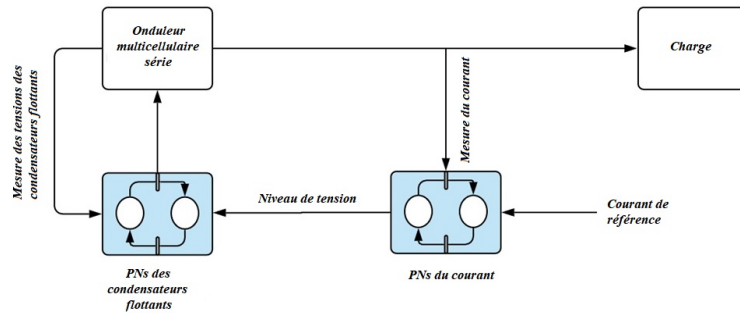 Onduleur
multicellulaire
série
Charge
Mesure des tensions des
condensateurs flottants
Mesure du courant
Niveau de tension
Courant de
référence
PNs des
condensateurs
flottants
PNs du courant